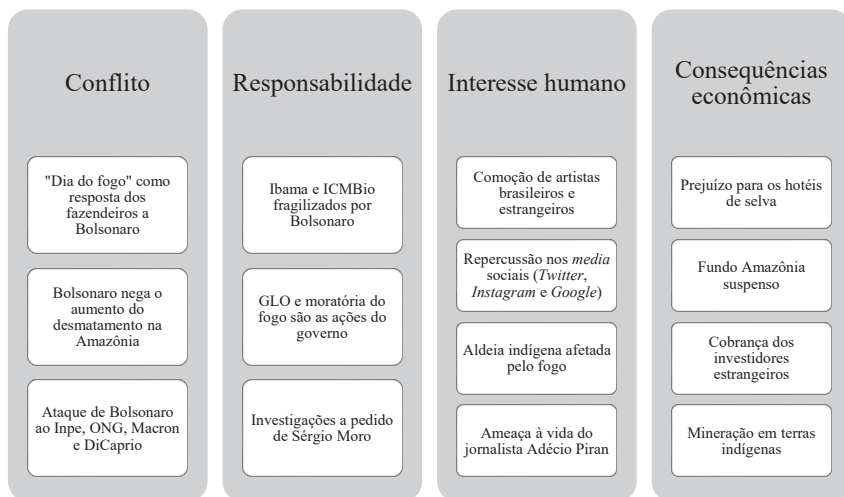 Conflito
"Dia do fogo" como
resposta dos
fazendeiros a
Bolsonaro
Bolsonaro nega o
aumento do
desmatamento na
Amazônia
Ataque de Bolsonaro
ao Inpe, ONG, Macron
e DiCaprio
Responsabilidade
Ibama e ICMBio
fragilizados por
Bolsonaro
GLO e moratória do
fogo são as ações do
governo
Investigações a pedido
de Sérgio Moro
Interesse humano
Comoção de artistas
brasileiros e
estrangeiros
Repercussão nos media
sociais (Twitter,
Instagram e Google)
Aldeia indígena afetada
pelo fogo
Ameaça à vida do
jornalista Adécio Piran
Consequências
econômicas
Prejuízo para os hotéis
de selva
Fundo Amazônia
suspenso
Cobrança dos
investidores
estrangeiros
Mineração em terras
indígenas